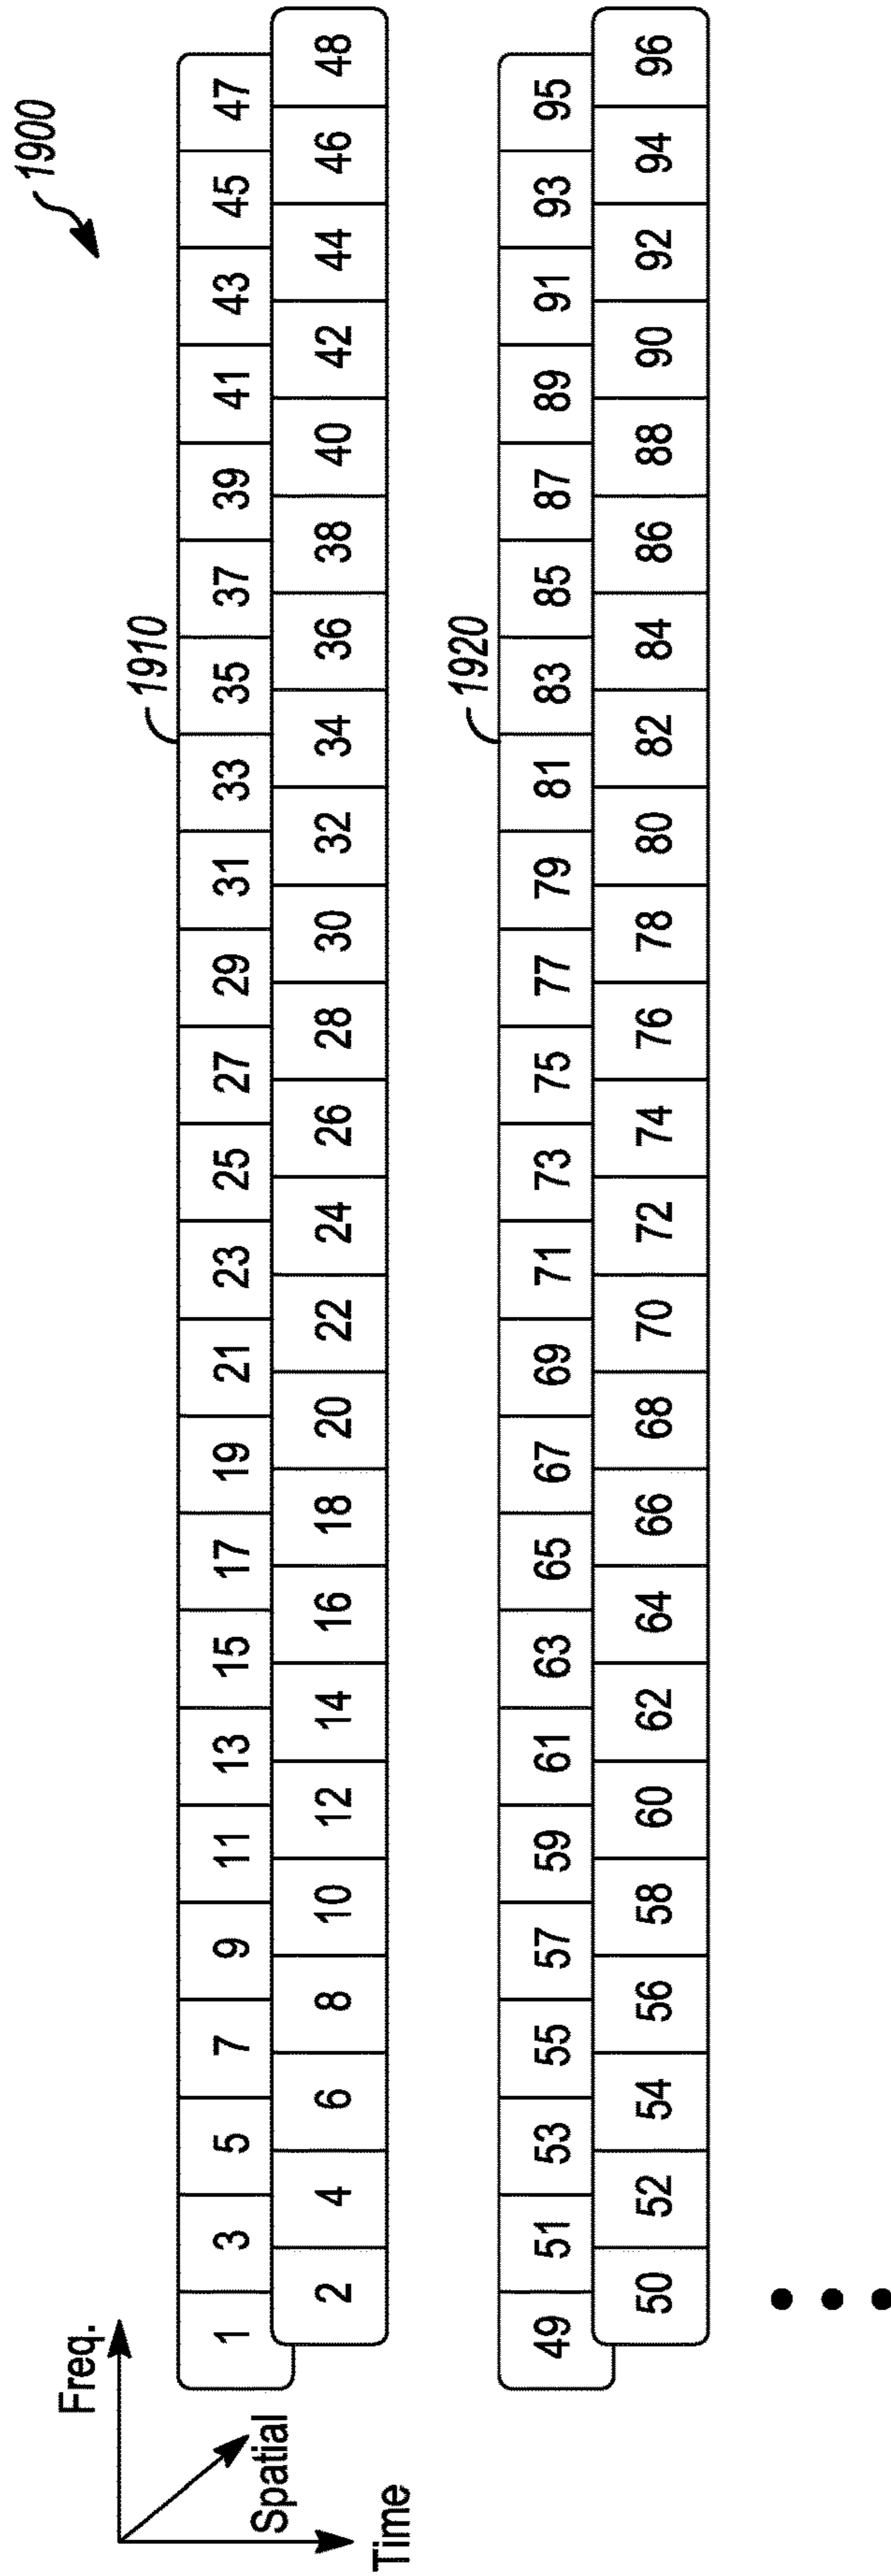 1900
Freq.
Spatial
Time
1910
1 3 5 7 9 11 13 15 17 19 21 23 25 27 29 31 33 35 37 39 41 43 45 47
2 4 6 8 10 12 14 16 18 20 22 24 26 28 30 32 34 36 38 40 42 44 46 48
1920
49 51 53 55 57 59 61 63 65 67 69 71 73 75 77 79 81 83 85 87 89 91 93 95
50 52 54 56 58 60 62 64 66 68 70 72 74 76 78 80 82 84 86 88 90 92 94 96